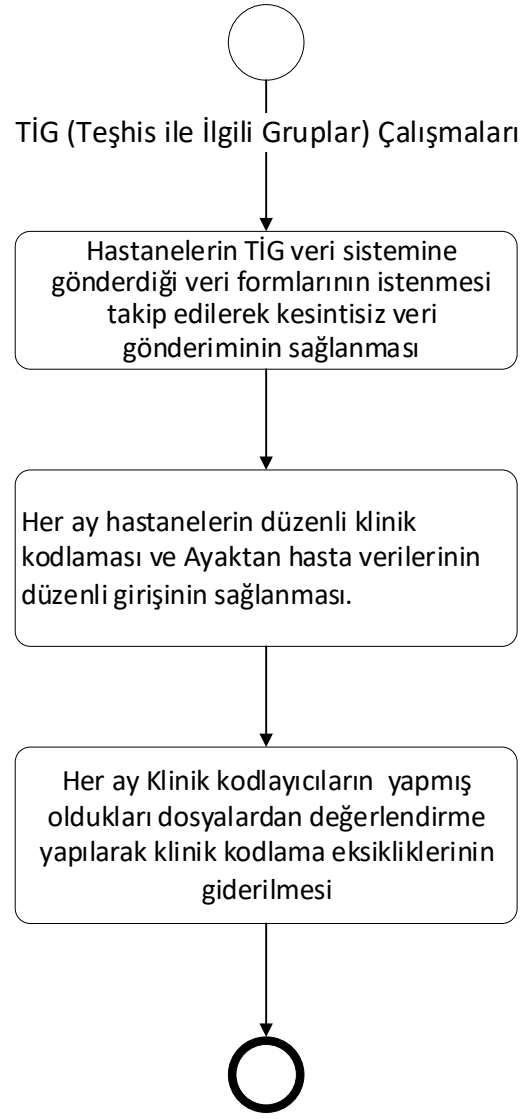 TİG (Teşhis ile İlgili Gruplar) Çalışmaları
Hastanelerin TİG veri sistemine
gönderdiği veri formlarının istenmesi
takip edilerek kesintisiz veri
gönderiminin sağlanması
Her ay hastanelerin düzenli klinik
kodlaması ve Ayaktan hasta verilerinin
düzenli girişinin sağlanması.
Her ay Klinik kodlayıcıların yapmış
oldukları dosyalardan değerlendirme
yapılarak klinik kodlama eksikliklerinin
giderilmesi